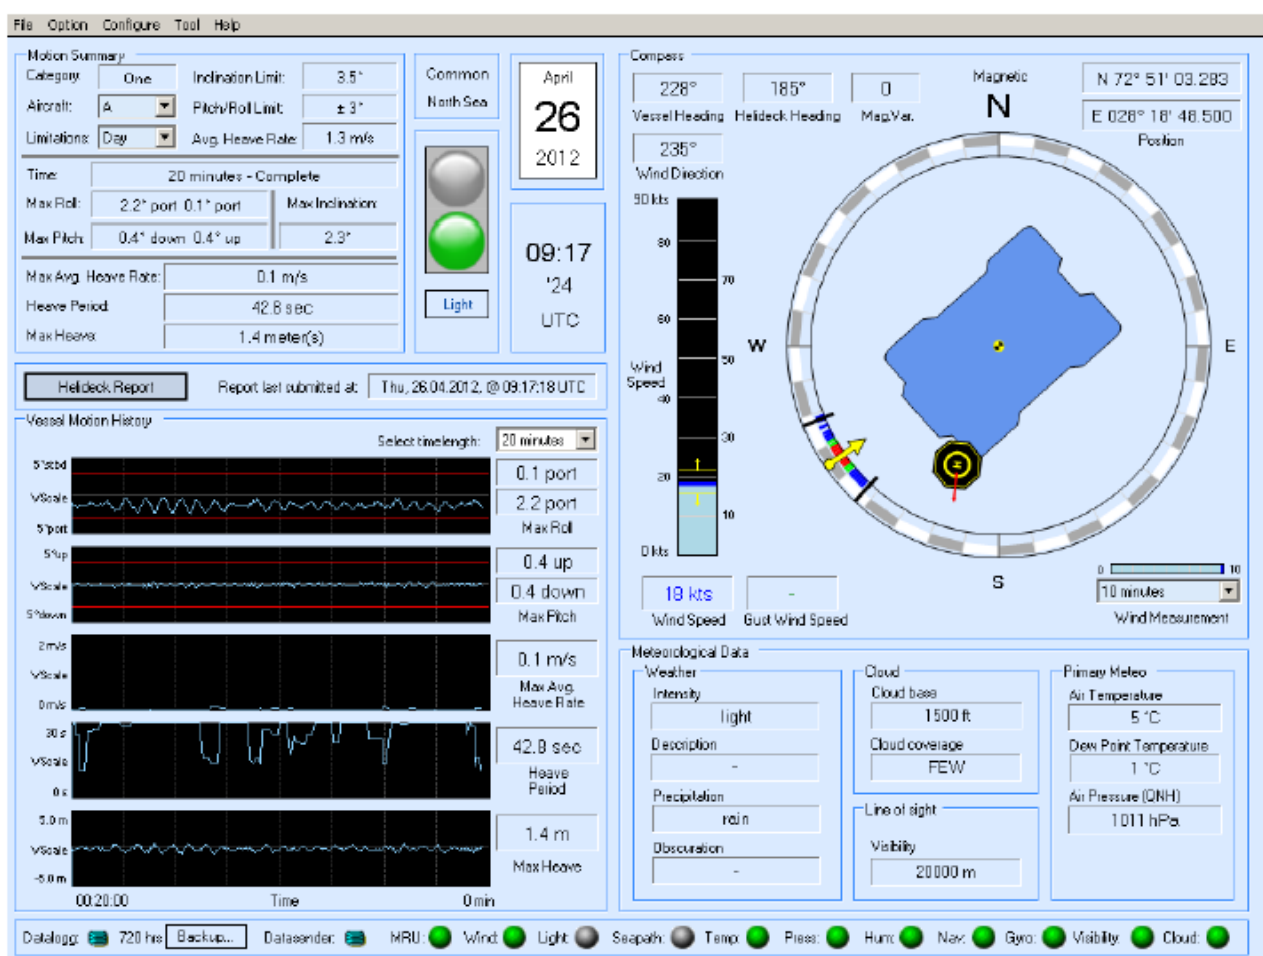 File Option Configure Tool Help
Motion Summary
Category: One Inclination Limit: 3.5°
Aircraft: A Pitch/Roll Limit: ± 3°
Limitations: Day Avg. Heave Rate: 1.3 m/s
Time: 20 minutes - Complete
Max Roll: 2.2° port 0.1° port Max Inclination:
Max Pitch: 0.4° down 0.4° up 2.3°
Max Avg. Heave Rate: 0.1 m/s
Heave Period: 42.8 sec
Max Heave: 1.4 meter(s)
Common
North Sea
Light
April
26
2012
09:17
'24
UTC
Helideck Report Report last submitted at: Thu, 26.04.2012, @ 09:17:18 UTC
Vessel Motion History
Select timelength: 20 minutes
5°stbd
VScale
5°port
0.1 port
2.2 port
Max Roll
5°up
VScale
5°down
0.4 up
0.4 down
Max Pitch
2 m/s
VScale
0 m/s
0.1 m/s
Max Avg.
Heave Rate
30 s
VScale
0 s
42.8 sec
Heave
Period
5.0 m
VScale
-5.0 m
1.4 m
Max Heave
00:20:00 Time 0 min
Compass
228° 185° 0
Vessel Heading Helideck Heading Mag.Var.
235°
Wind Direction
Magnetic
N
N 72° 51' 03.283
E 028° 18' 48.500
Position
90 kts
80
70
60
50
Wind
Speed
40
30
20
10
0 kts
W
E
S
H
18 kts -
Wind Speed Gust Wind Speed
0 10
10 minutes
Wind Measurement
Meteorological Data
Weather
Intensity
light
Description
-
Precipitation
rain
Obscuration
-
Cloud
Cloud base
1500 ft
Cloud coverage
FEW
Line of sight
Visibility
20000 m
Primary Meteo
Air Temperature
5 °C
Dew Point Temperature
1 °C
Air Pressure (QNH)
1011 hPa
Datalogg: 720 hrs Backup... Datasender: MRU: Wind: Light: Seapath: Temp: Press: Hum: Nav: Gyro: Visibility: Cloud: